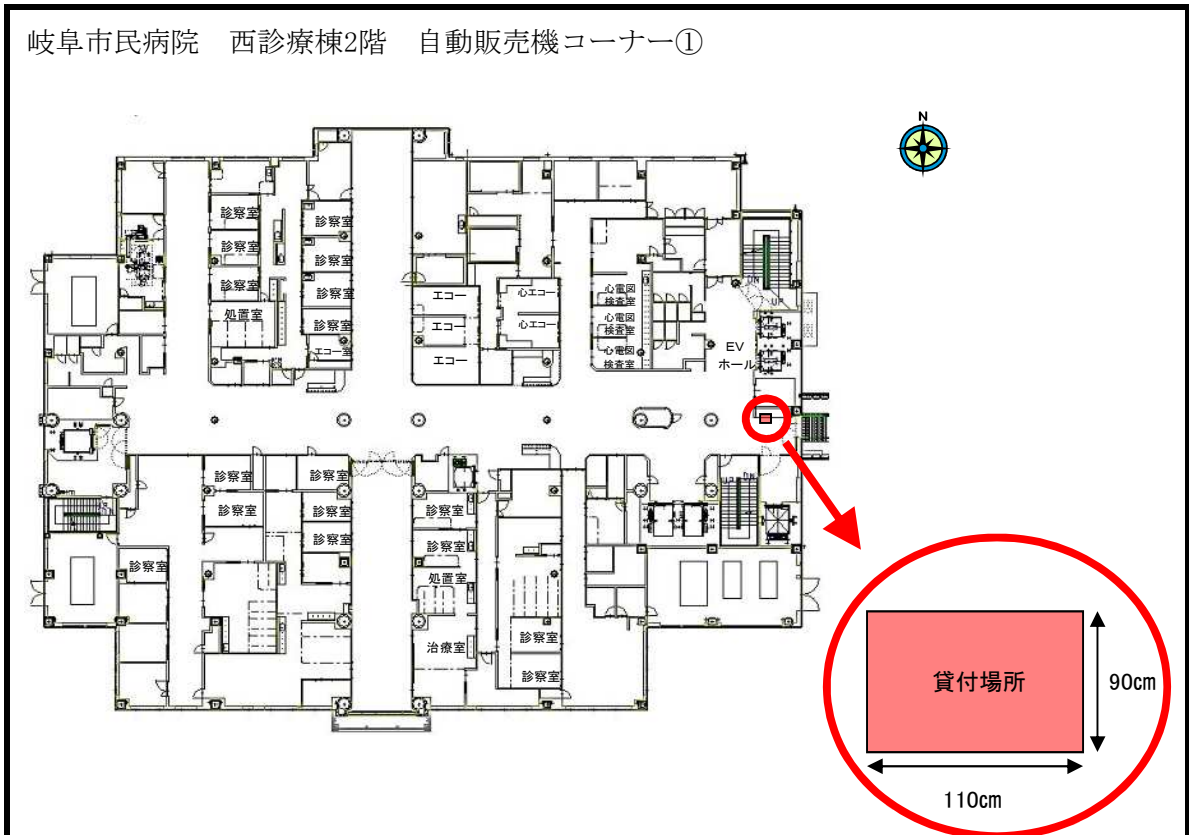 岐阜市民病院　西診療棟2階　自動販売機コーナー①
N
診察室
診察室
診察室
処置室
診察室
診察室
診察室
診察室
エコー室
エコー
エコー
エコー
心エコー
心エコー
心電図
検査室
心電図
検査室
心電図
検査室
EV
ホール
DN
UP
診察室
診察室
診察室
診察室
診察室
診察室
診察室
診察室
処置室
治療室
診察室
診察室
貸付場所
90cm
110cm